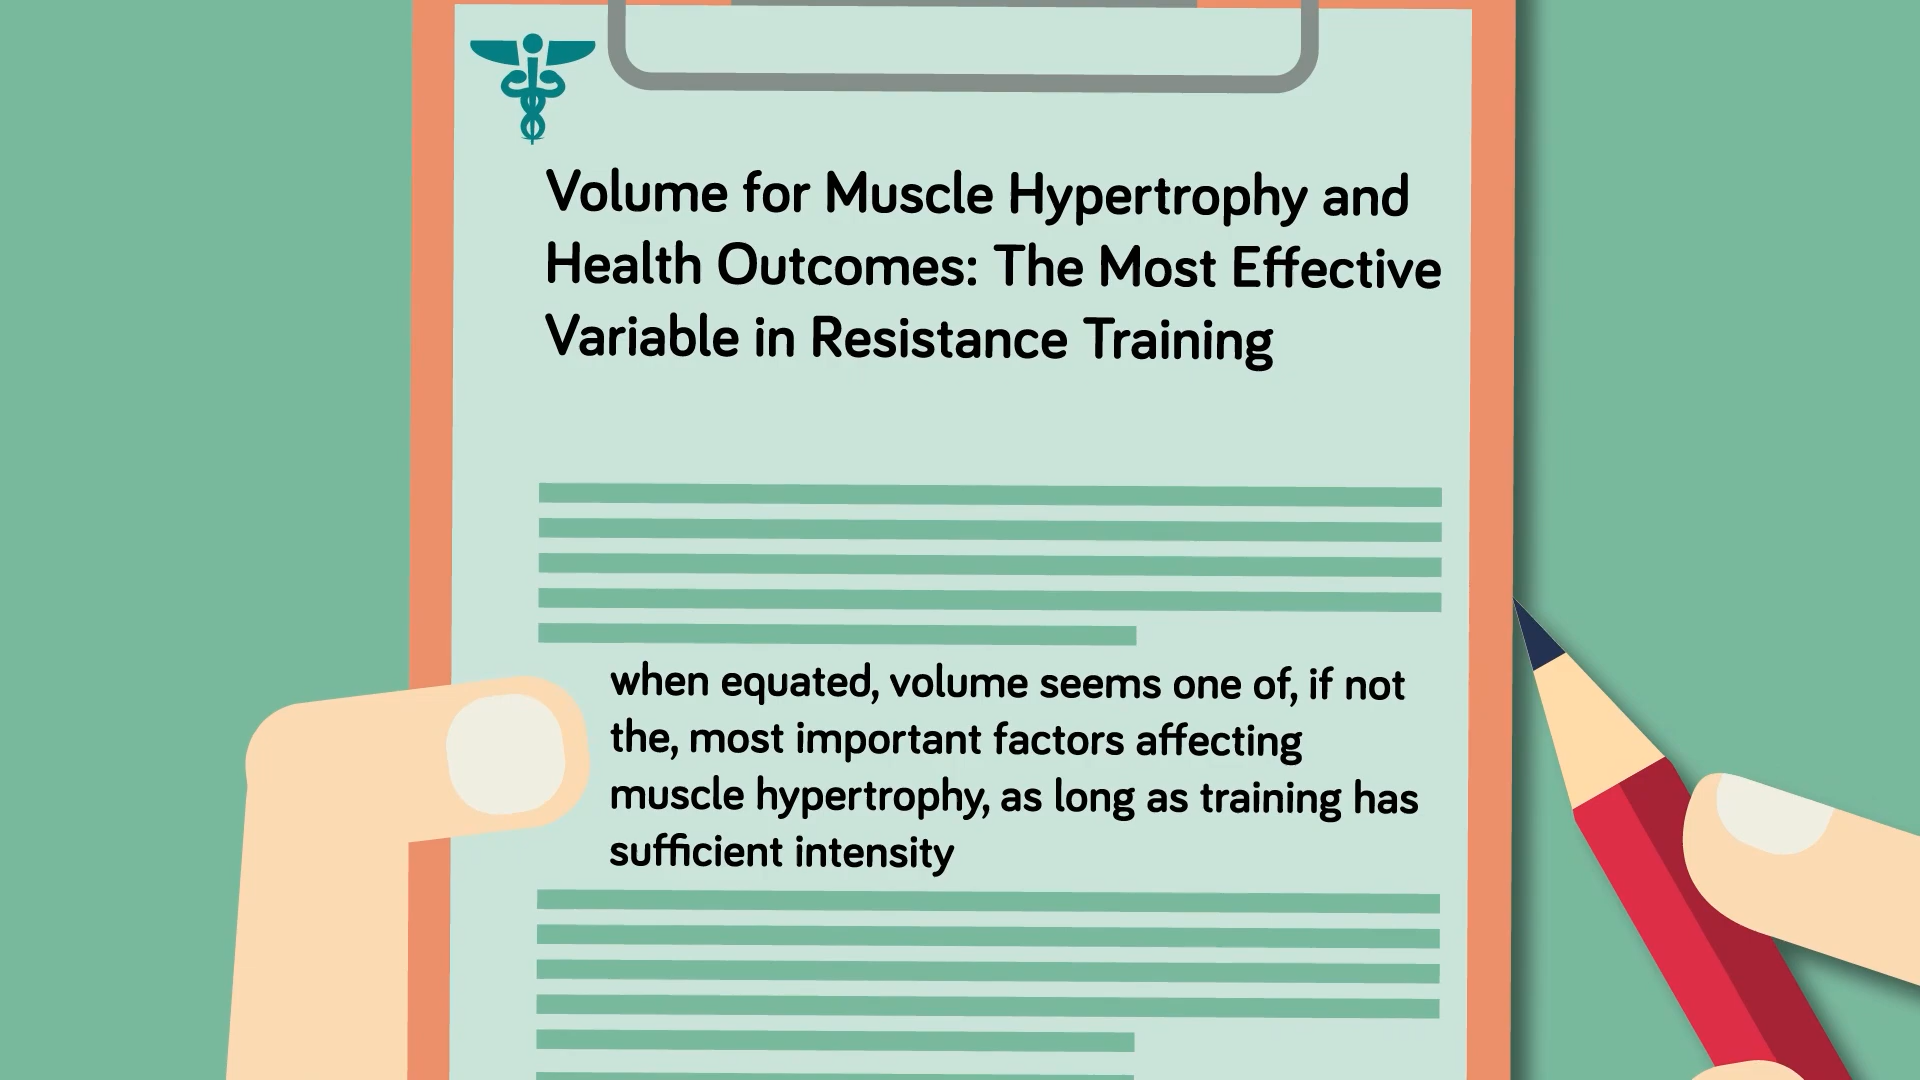 Volume for Muscle Hypertrophy and
Health Outcomes: The Most Effective
Variable in Resistance Training
when equated, volume seems one of, if not
the, most important factors affecting
muscle hypertrophy, as long as training has
sufficient intensity